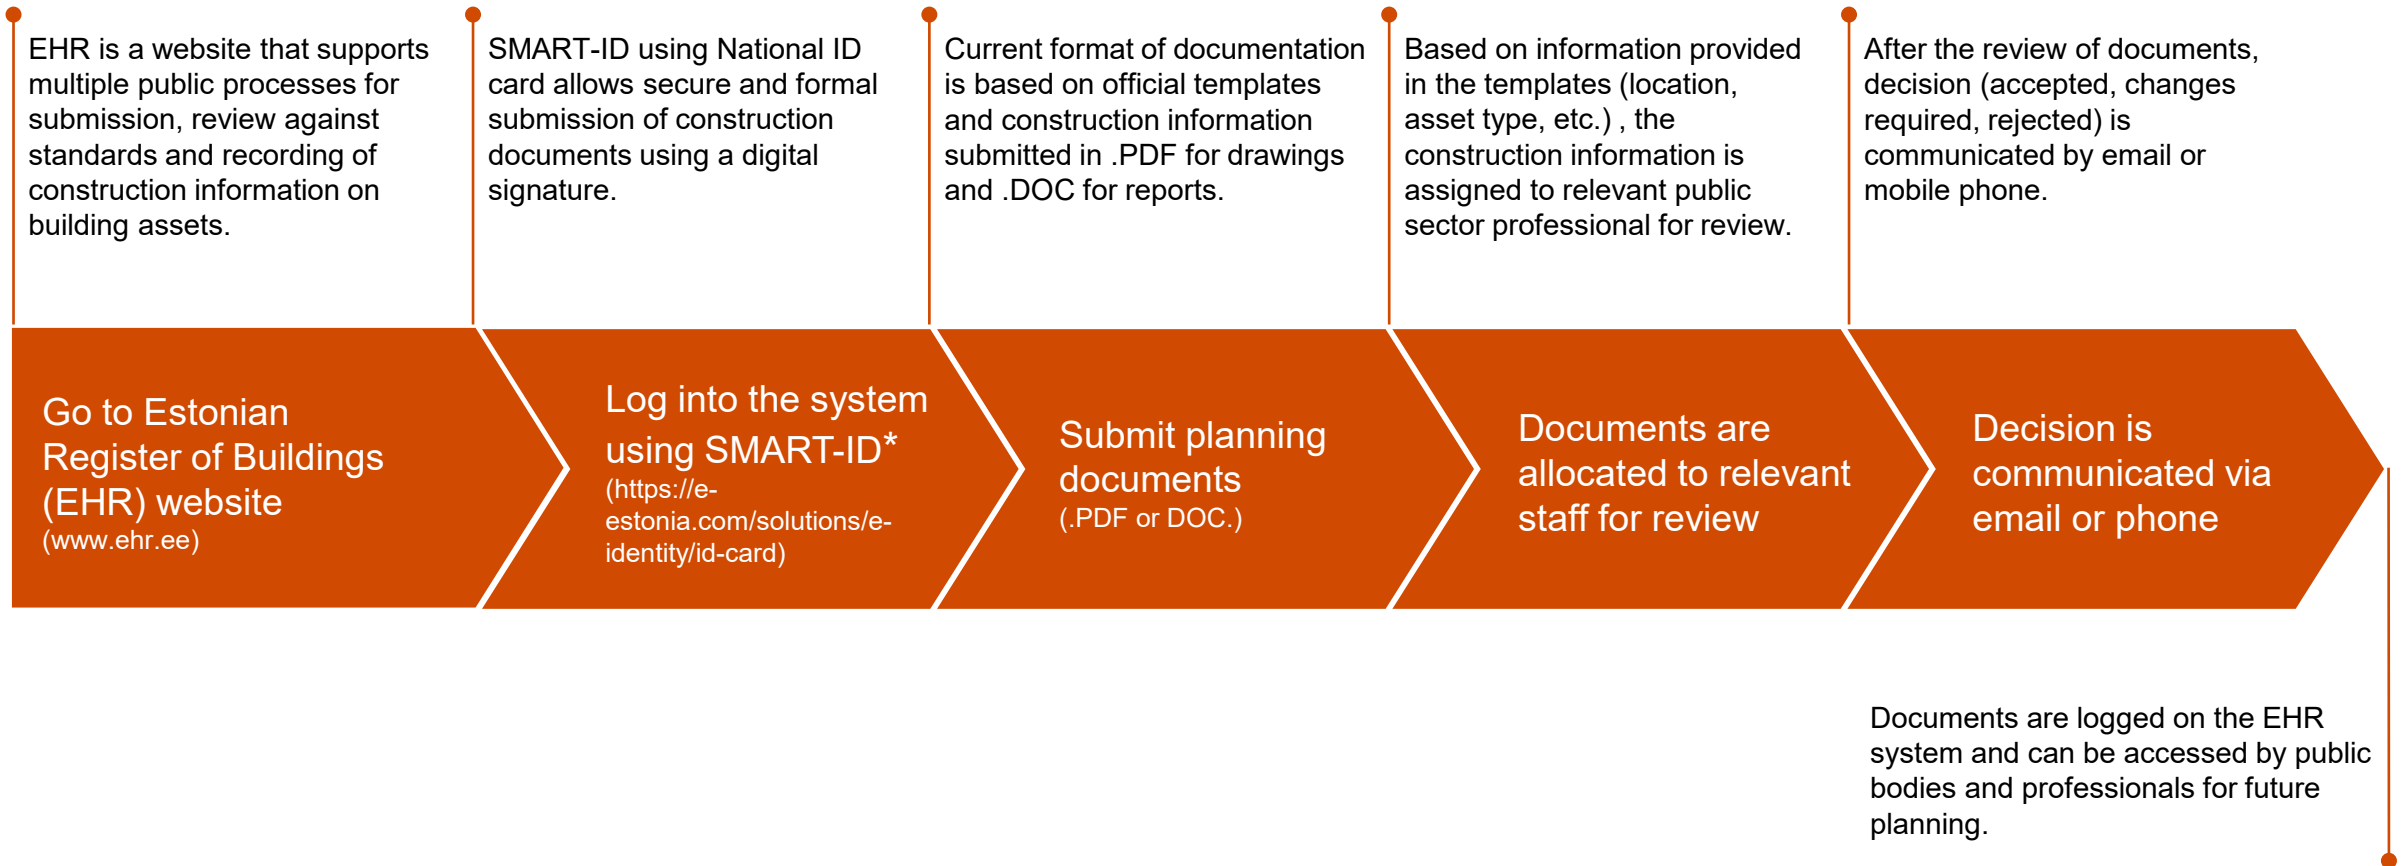 EHR is a website that supports
multiple public processes for
submission, review against
standards and recording of
construction information on
building assets.
SMART-ID using National ID
card allows secure and formal
submission of construction
documents using a digital
signature.
Current format of documentation
is based on official templates
and construction information
submitted in .PDF for drawings
and .DOC for reports.
Based on information provided
in the templates (location,
asset type, etc.) , the
construction information is
assigned to relevant public
sector professional for review.
After the review of documents,
decision (accepted, changes
required, rejected) is
communicated by email or
mobile phone.
Go to Estonian
Register of Buildings
(EHR) website
(www.ehr.ee)
Log into the system
using SMART-ID*
(https://e-
estonia.com/solutions/e-
identity/id-card)
Submit planning
documents
(.PDF or DOC.)
Documents are
allocated to relevant
staff for review
Decision is
communicated via
email or phone
Documents are logged on the EHR
system and can be accessed by public
bodies and professionals for future
planning.